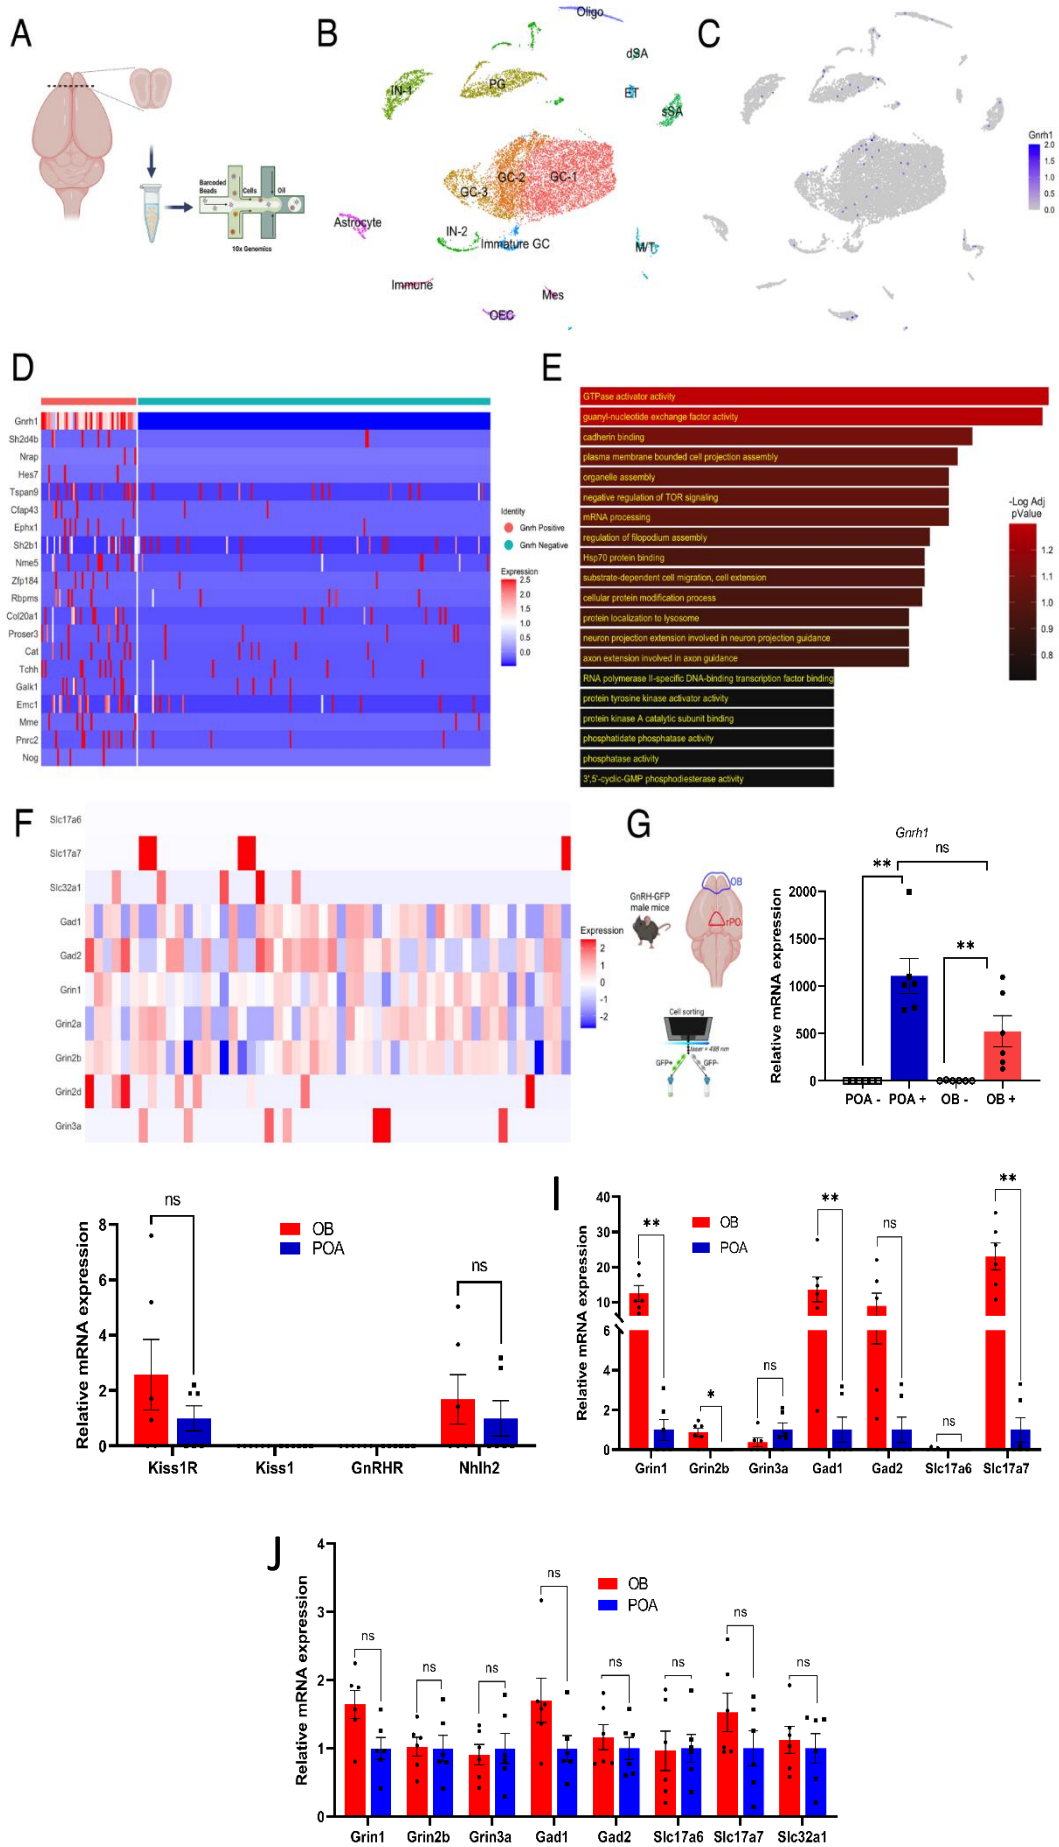 A
B
C
Barcoded
Beads
Cells
Oil
10x Genomics
Oligo
dSA
IN-1
PG
ET
sSA
GC-2
GC-1
GC-3
Astrocyte
IN-2
Immature GC
M/T
Immune
Mes
OEC
Gnrh1
2.0
1.5
1.0
0.5
0.0
D
Gnrh1
Sh2d4b
Nrap
Hes7
Tspan9
Cfap43
Ephx1
Sh2b1
Nme5
Zfp184
Rbpms
Col20a1
Proser3
Cat
Tchh
Galk1
Emc1
Mme
Pnrc2
Nog
Identity
Gnrh Positive
Gnrh Negative
Expression
2.5
2.0
1.5
1.0
0.5
0.0
E
GTPase activator activity
guanyl-nucleotide exchange factor activity
cadherin binding
plasma membrane bounded cell projection assembly
organelle assembly
negative regulation of TOR signaling
mRNA processing
regulation of filopodium assembly
Hsp70 protein binding
substrate-dependent cell migration, cell extension
cellular protein modification process
protein localization to lysosome
neuron projection extension involved in neuron projection guidance
axon extension involved in axon guidance
RNA polymerase II-specific DNA-binding transcription factor binding
protein tyrosine kinase activator activity
protein kinase A catalytic subunit binding
phosphatidate phosphatase activity
phosphatase activity
3',5'-cyclic-GMP phosphodiesterase activity
-Log Adj
pValue
1.2
1.1
1.0
0.9
0.8
F
Slc17a6
Slc17a7
Slc32a1
Gad1
Gad2
Grin1
Grin2a
Grin2b
Grin2d
Grin3a
Expression
2
1
0
-1
-2
G
GnRH-GFP
male mice
OB
rPOA
Cell sorting
laser = 488 nm
GFP+
GFP-
Gnrh1
**
ns
**
Relative mRNA expression
2000
1500
1000
500
0
POA -
POA +
OB -
OB +
ns
ns
OB
POA
Relative mRNA expression
8
6
4
2
0
Kiss1R
Kiss1
GnRHR
Nhlh2
I
**
*
ns
**
ns
ns
**
OB
POA
Relative mRNA expression
40
30
20
10
6
4
2
0
Grin1
Grin2b
Grin3a
Gad1
Gad2
Slc17a6
Slc17a7
J
ns
ns
ns
ns
ns
ns
ns
ns
OB
POA
Relative mRNA expression
4
3
2
1
0
Grin1
Grin2b
Grin3a
Gad1
Gad2
Slc17a6
Slc17a7
Slc32a1